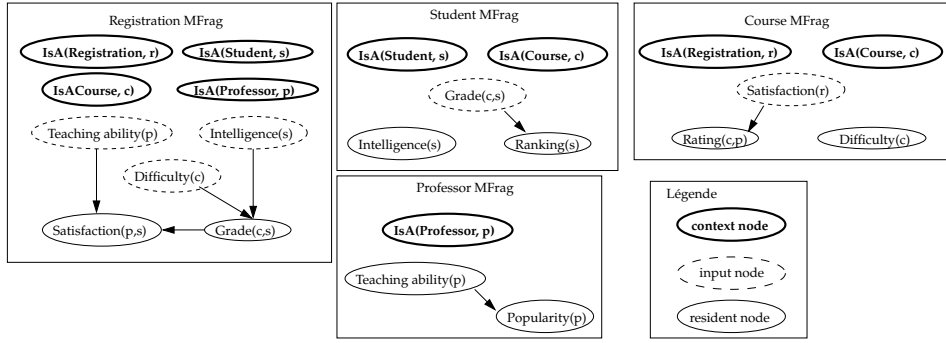 Registration MFrag
IsA(Registration, r)
IsA(Student, s)
IsACourse, c)
IsA(Professor, p)
Teaching ability(p)
Intelligence(s)
Difficulty(c)
Satisfaction(p,s)
Grade(c,s)
Student MFrag
IsA(Student, s)
IsA(Course, c)
Grade(c,s)
Intelligence(s)
Ranking(s)
Professor MFrag
IsA(Professor, p)
Teaching ability(p)
Popularity(p)
Course MFrag
IsA(Registration, r)
IsA(Course, c)
Satisfaction(r)
Rating(c,p)
Difficulty(c)
Légende
context node
input node
resident node